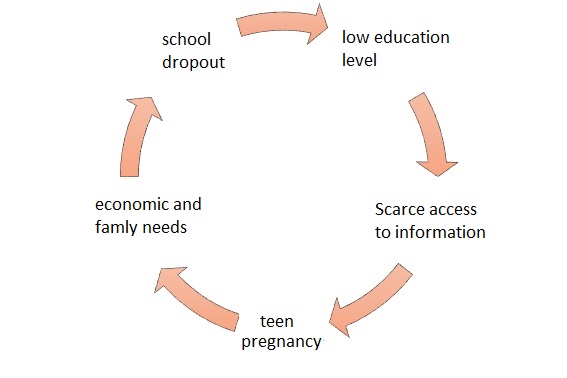 school
dropout
low education
level
Scarce access
to information
teen
pregnancy
economic and
famly needs